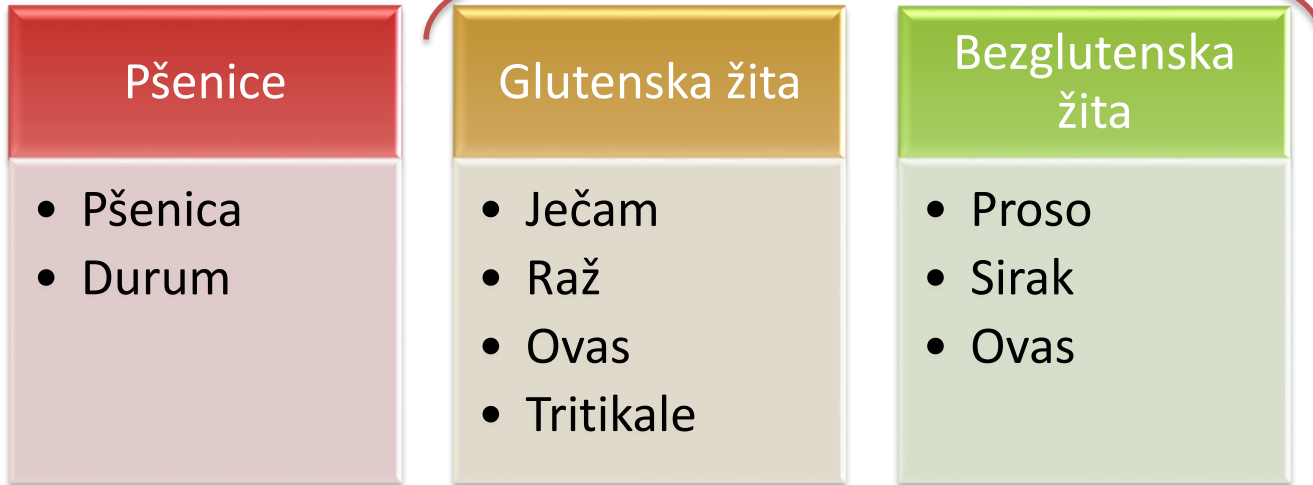 Pšenice
• Pšenica
• Durum
Glutenska žita
• Ječam
• Raž
• Ovas
• Tritikale
Bezglutenska
žita
• Proso
• Sirak
• Ovas